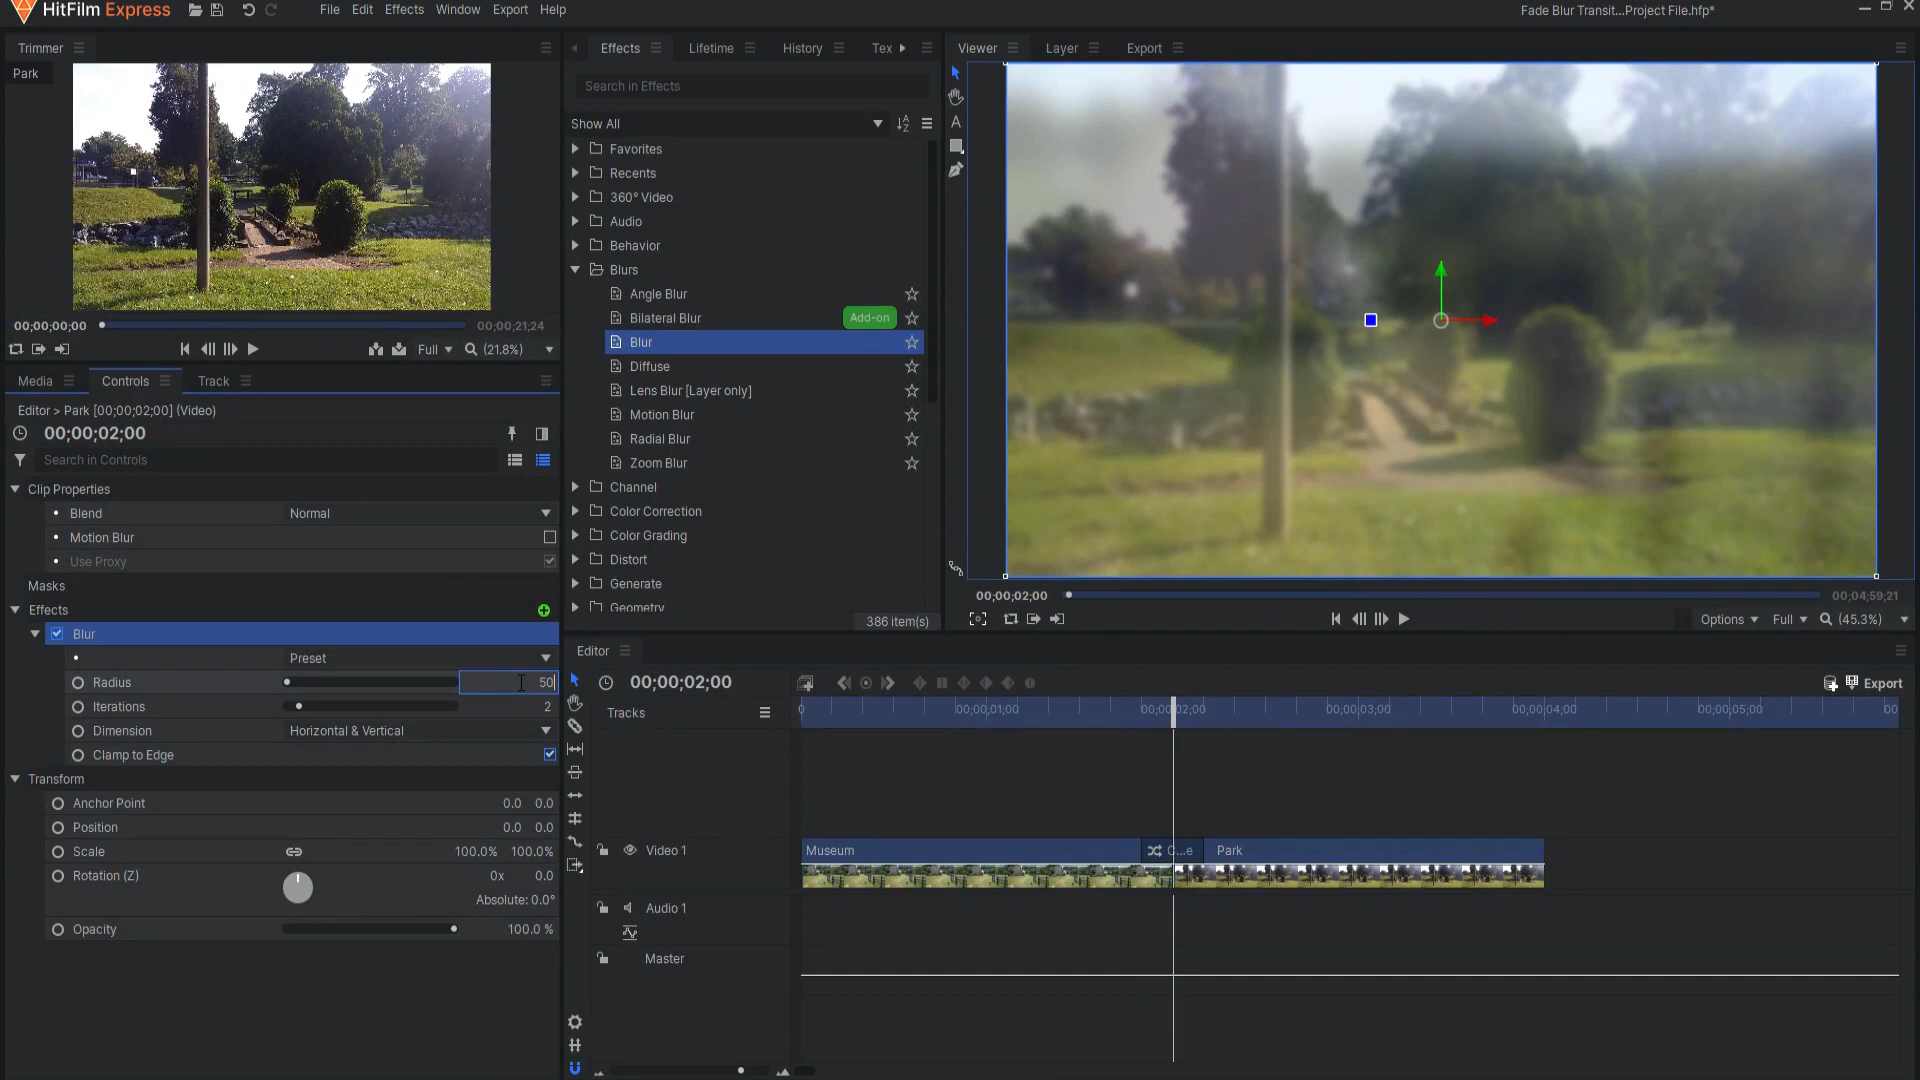 HitFilm Express
File Edit Effects Window Export Help
Fade Blur Transit...Project File.hfp*
Trimmer
Park
00;00;00;00
00;00;21;24
Full (21.8%)
Media Controls Track
Editor > Park [00;00;02;00] (Video)
00;00;02;00
Search in Controls
Clip Properties
Blend Normal
Motion Blur
Use Proxy
Masks
Effects
Blur
Preset
Radius 50
Iterations 2
Dimension Horizontal & Vertical
Clamp to Edge
Transform
Anchor Point 0.0 0.0
Position 0.0 0.0
Scale 100.0% 100.0%
Rotation (Z) 0x 0.0
Absolute: 0.0°
Opacity 100.0 %
Effects Lifetime History Tex
Search in Effects
Show All
Favorites
Recents
360° Video
Audio
Behavior
Blurs
Angle Blur
Bilateral Blur Add-on
Blur
Diffuse
Lens Blur [Layer only]
Motion Blur
Radial Blur
Zoom Blur
Channel
Color Correction
Color Grading
Distort
Generate
Geometry
386 item(s)
Viewer Layer Export
A
00;00;02;00
00;04;59;21
Options Full (45.3%)
Editor
00;00;02;00
Export
Tracks
0 00;00;01;00 00;00;02;00 00;00;03;00 00;00;04;00 00;00;05;00 00
Video 1
Museum C...e Park
Audio 1
Master